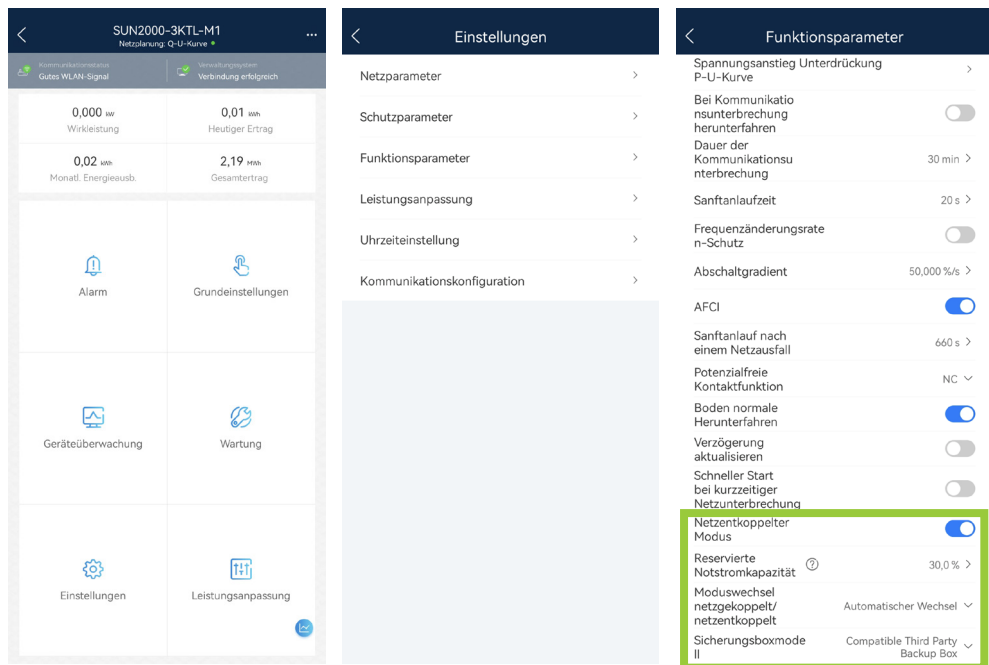 SUN2000-3KTL-M1
Netzplanung: Q-U-Kurve
Kommunikationsstatus
Gutes WLAN-Signal
Verwaltungssystem
Verbindung erfolgreich
0,000 kW
Wirkleistung
0,01 kWh
Heutiger Ertrag
0,02 kWh
Monatl. Energieausb.
2,19 MWh
Gesamtertrag
Alarm
Grundeinstellungen
Geräteüberwachung
Wartung
Einstellungen
Leistungsanpassung
Einstellungen
Netzparameter
Schutzparameter
Funktionsparameter
Leistungsanpassung
Uhrzeiteinstellung
Kommunikationskonfiguration
Funktionsparameter
Spannungsanstieg Unterdrückung
P-U-Kurve
Bei Kommunikatio
nsunterbrechung
herunterfahren
Dauer der
Kommunikationsu
nterbrechung
30 min
Sanftanlaufzeit
20 s
Frequenzänderungsrate
n-Schutz
Abschaltgradient
50,000 %/s
AFCI
Sanftanlauf nach
einem Netzausfall
660 s
Potenzialfreie
Kontaktfunktion
NC
Boden normale
Herunterfahren
Verzögerung
aktualisieren
Schneller Start
bei kurzzeitiger
Netzunterbrechung
Netzentkoppelter
Modus
Reservierte
Notstromkapazität
?
30,0 %
Moduswechsel
netzgekoppelt/
netzentkoppelt
Automatischer Wechsel
Sicherungsboxmode
ll
Compatible Third Party
Backup Box